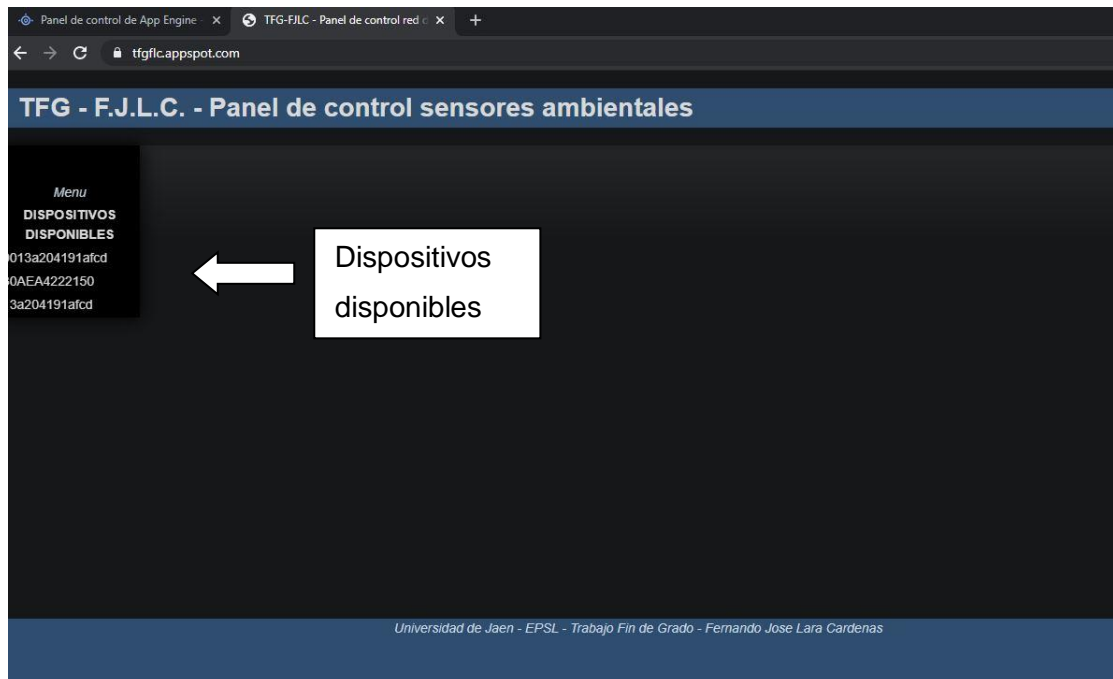 Panel de control de App Engine
TFG-FJLC - Panel de control red d
tfgflc.appspot.com
TFG - F.J.L.C. - Panel de control sensores ambientales
Menu
DISPOSITIVOS
DISPONIBLES
0013a204191afcd
30AEA4222150
3a204191afcd
Dispositivos
disponibles
Universidad de Jaen - EPSL - Trabajo Fin de Grado - Fernando Jose Lara Cardenas